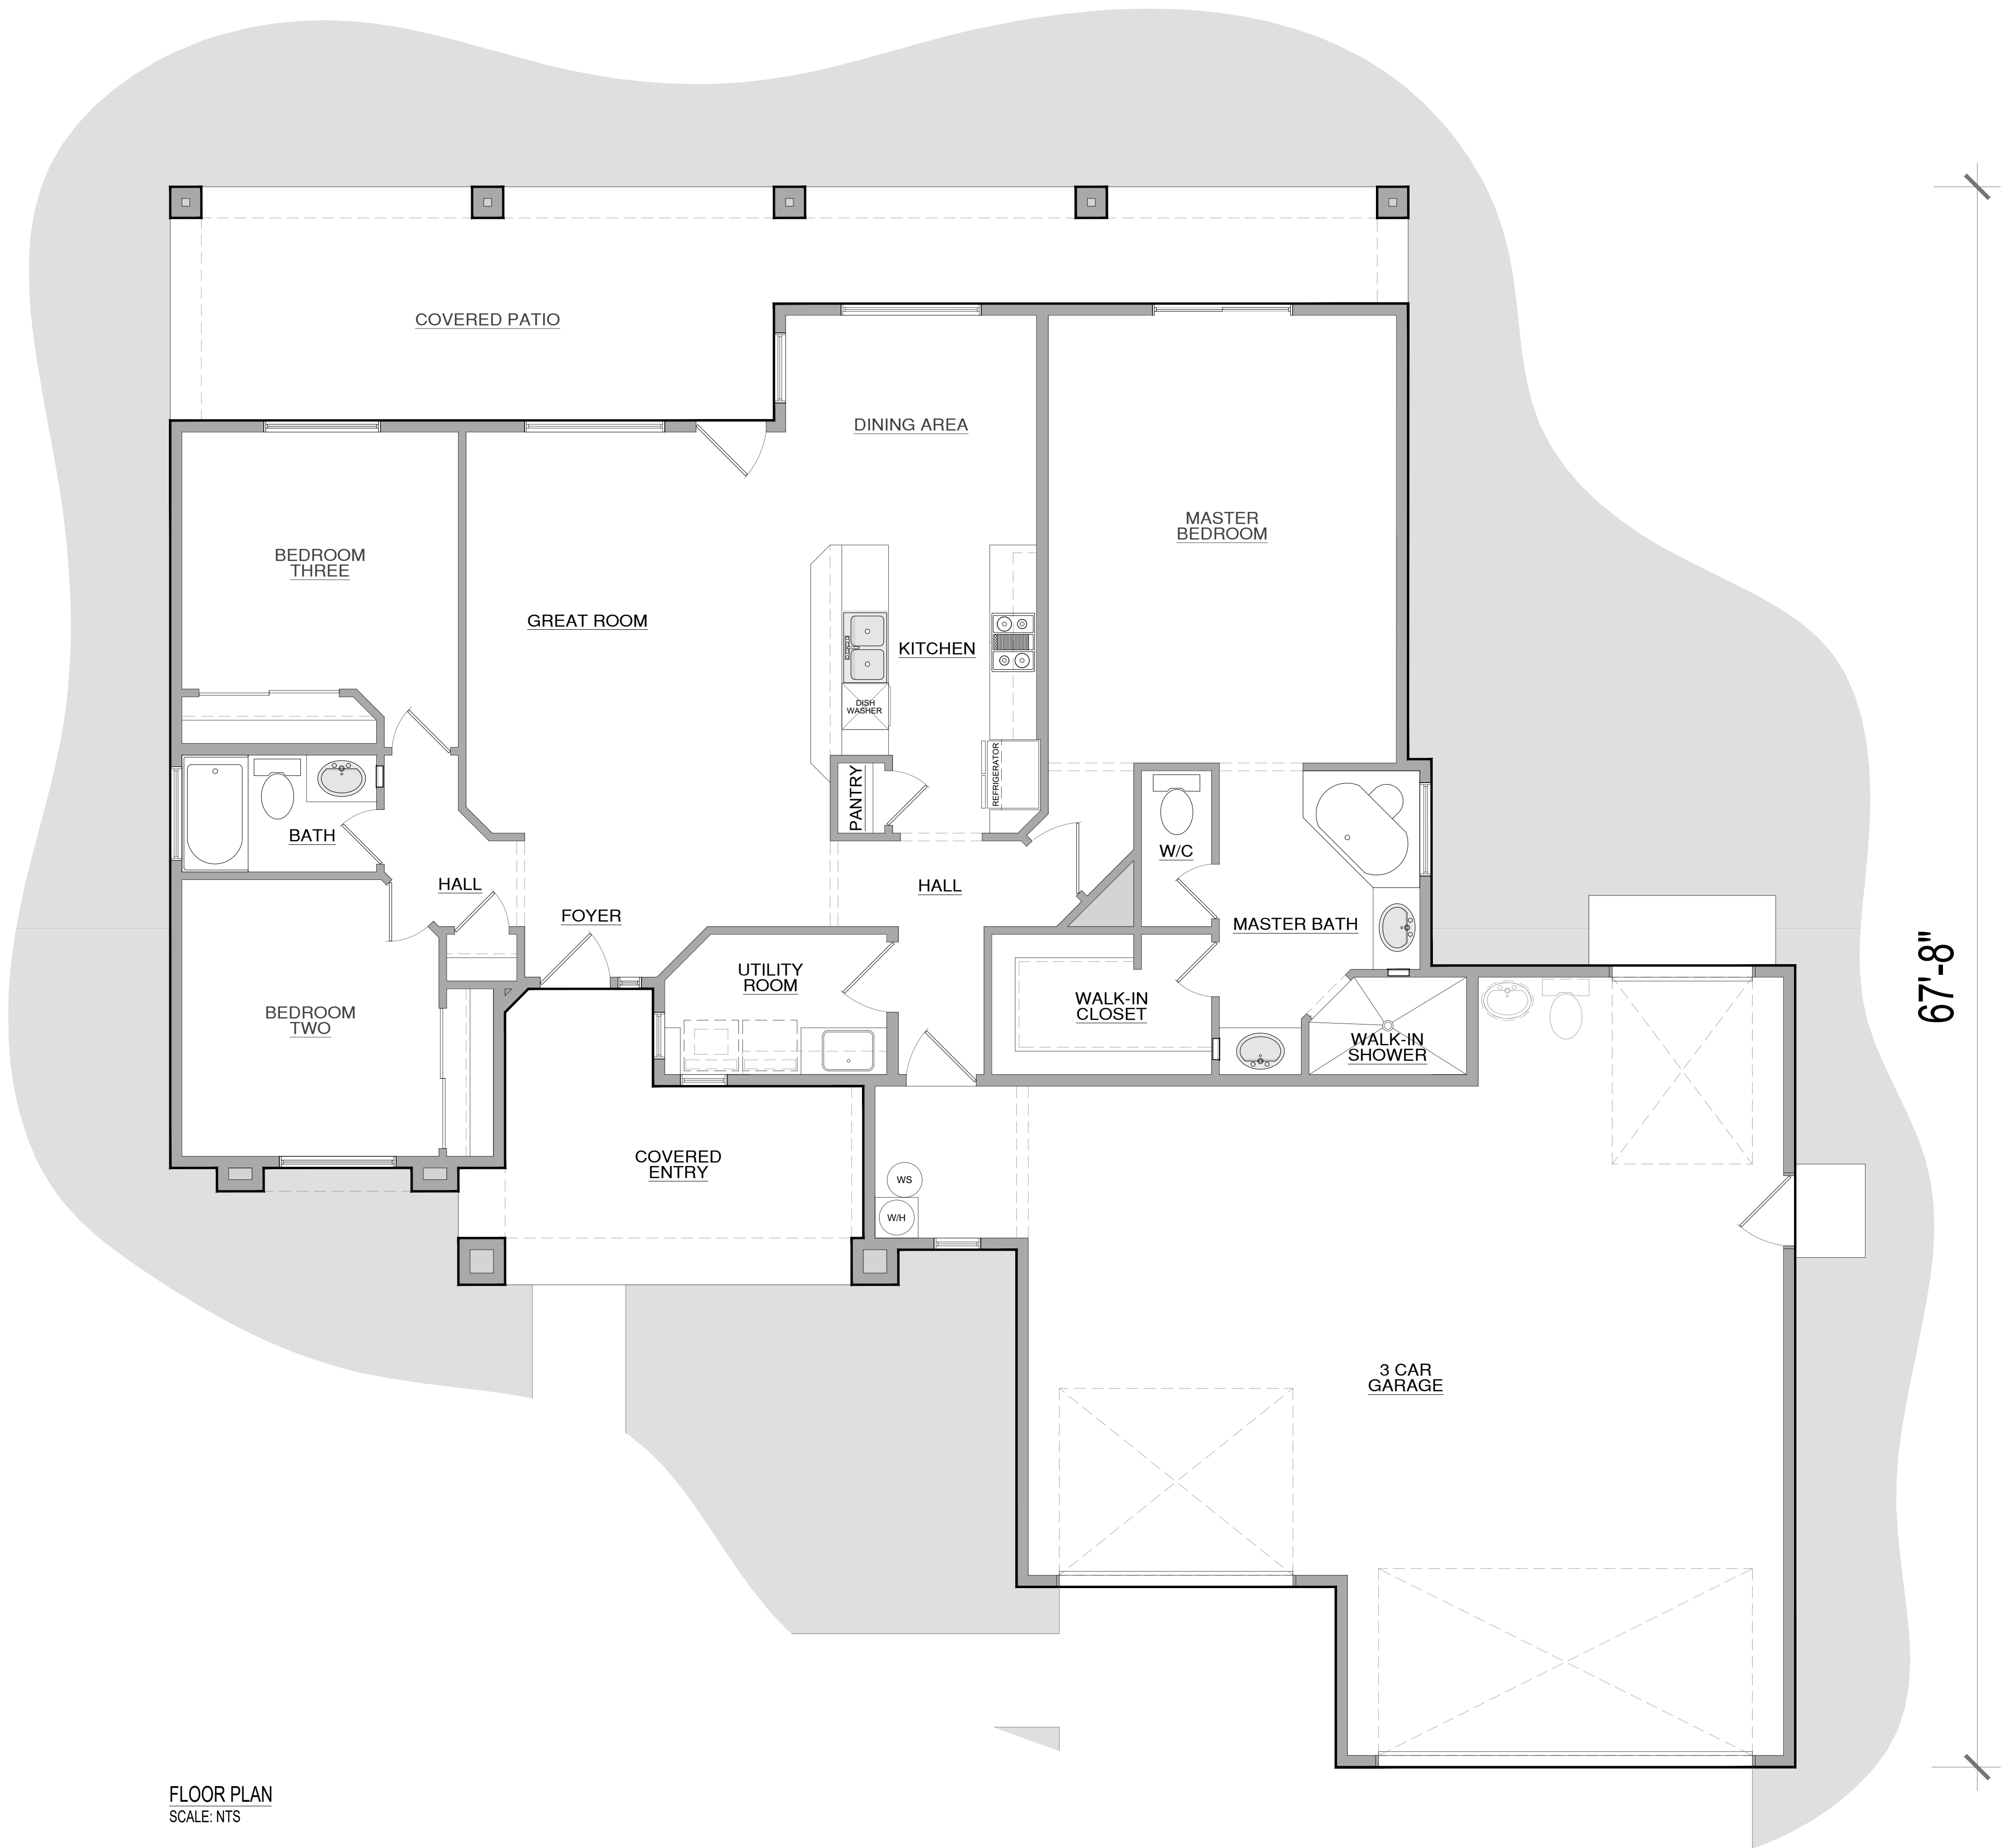 COVERED PATIO
DINING AREA
MASTER
BEDROOM
BEDROOM
THREE
GREAT ROOM
KITCHEN
DISH
WASHER
REFRIGERATOR
PANTRY
BATH
W/C
HALL
HALL
FOYER
MASTER BATH
UTILITY
ROOM
WALK-IN
CLOSET
BEDROOM
TWO
WALK-IN
SHOWER
67'-8"
COVERED
ENTRY
WS
W/H
3 CAR
GARAGE
FLOOR PLAN
SCALE: NTS